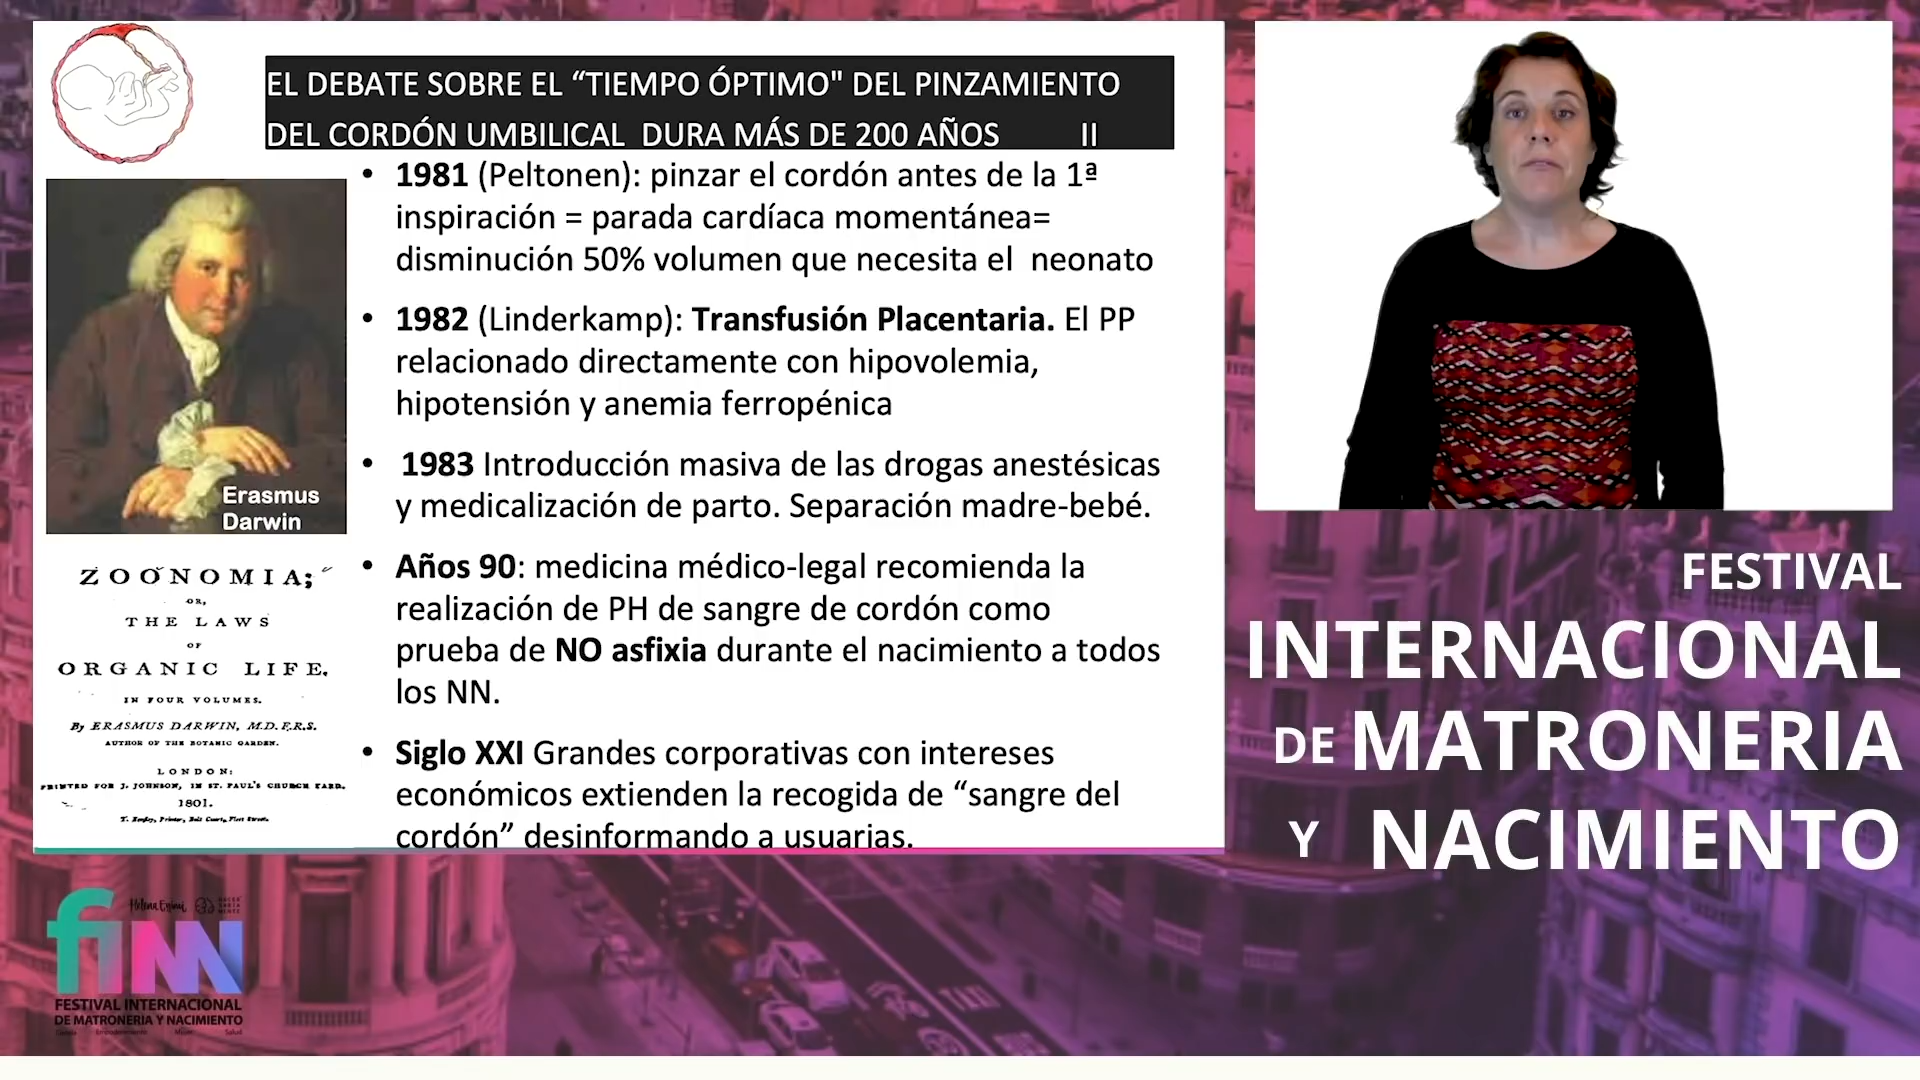 EL DEBATE SOBRE EL “TIEMPO ÓPTIMO" DEL PINZAMIENTO
DEL CORDÓN UMBILICAL DURA MÁS DE 200 AÑOS II
• 1981 (Peltonen): pinzar el cordón antes de la 1ª
inspiración = parada cardíaca momentánea=
disminución 50% volumen que necesita el neonato
• 1982 (Linderkamp): Transfusión Placentaria. El PP
relacionado directamente con hipovolemia,
hipotensión y anemia ferropénica
• 1983 Introducción masiva de las drogas anestésicas
y medicalización de parto. Separación madre-bebé.
• Años 90: medicina médico-legal recomienda la
realización de PH de sangre de cordón como
prueba de NO asfixia durante el nacimiento a todos
los NN.
• Siglo XXI Grandes corporativas con intereses
económicos extienden la recogida de “sangre del
cordón” desinformando a usuarias.
Erasmus
Darwin
ZOONOMIA;
OR,
THE LAWS
OF
ORGANIC LIFE.
IN FOUR VOLUMES.
By ERASMUS DARWIN, M.D.F.R.S.
AUTHOR OF THE BOTANIC GARDEN.
LONDON:
PRINTED FOR J. JOHNSON, IN ST. PAUL'S CHURCH YARD.
1801.
FESTIVAL
INTERNACIONAL
DE MATRONERIA
Y NACIMIENTO
fimn
FESTIVAL INTERNACIONAL
DE MATRONERIA Y NACIMIENTO
TAXI